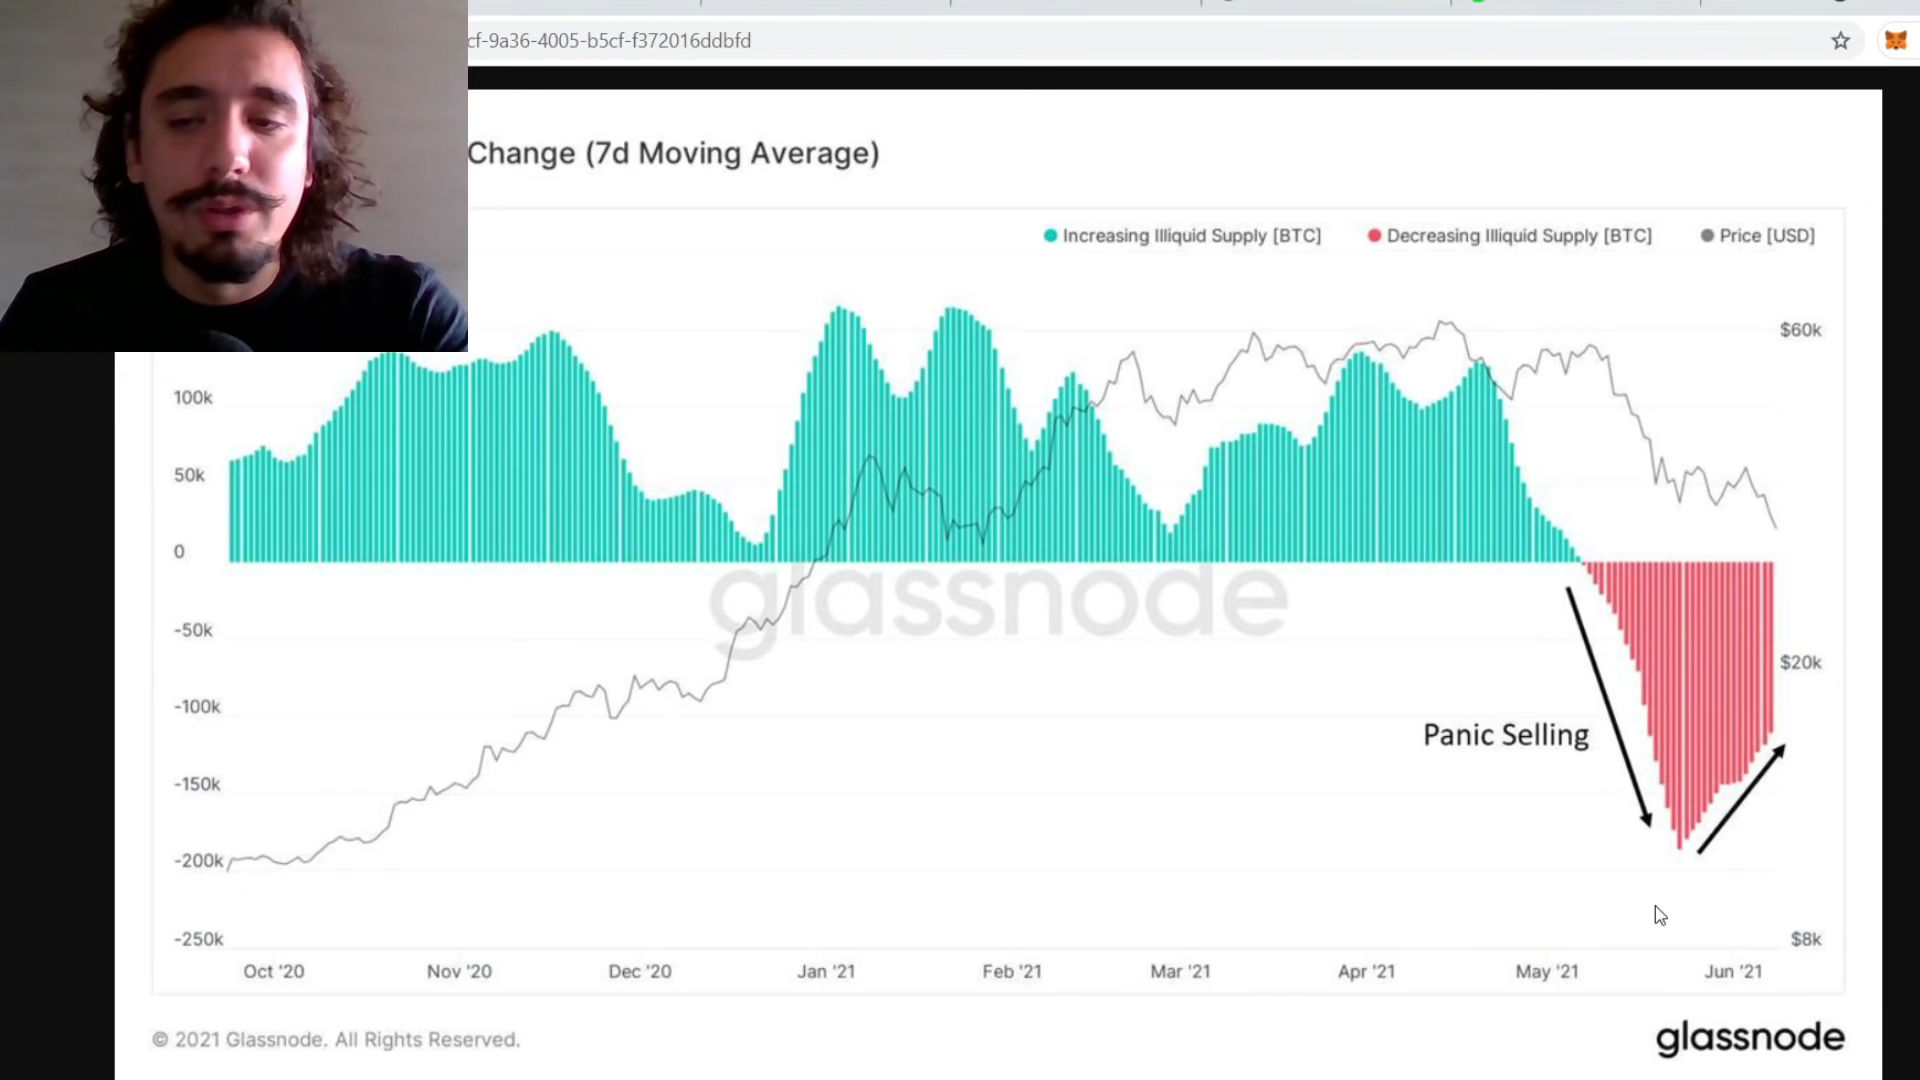 cf-9a36-4005-b5cf-f372016ddbfd
Change (7d Moving Average)
Increasing Illiquid Supply [BTC] Decreasing Illiquid Supply [BTC] Price [USD]
$60k
100k
50k
0
glassnode
-50k
$20k
-100k
Panic Selling
-150k
-200k
-250k
$8k
Oct '20 Nov '20 Dec '20 Jan '21 Feb '21 Mar '21 Apr '21 May '21 Jun '21
© 2021 Glassnode. All Rights Reserved.
glassnode